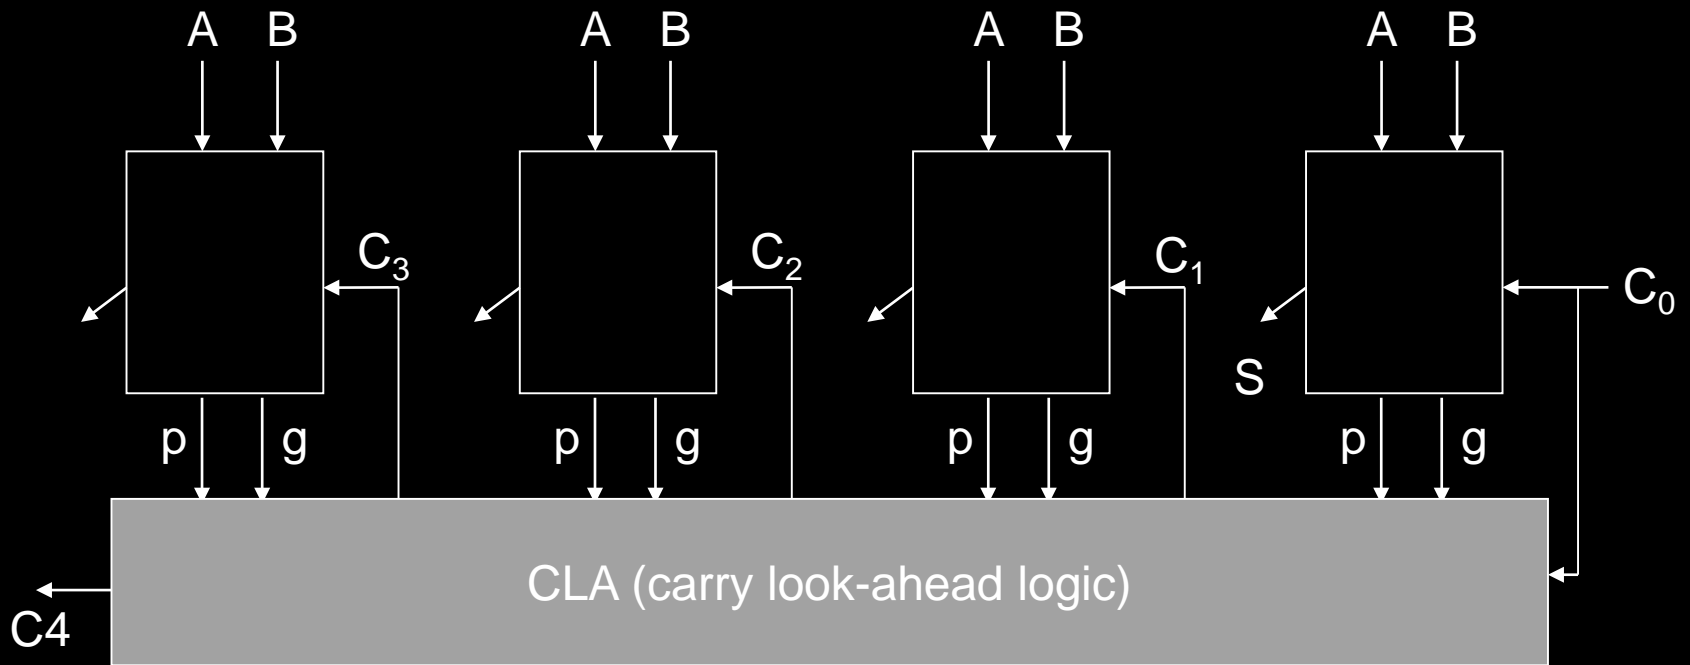 A B A B A B A B
C₃ C₂ C₁ C₀
S
p g p g p g p g
CLA (carry look-ahead logic)
C4